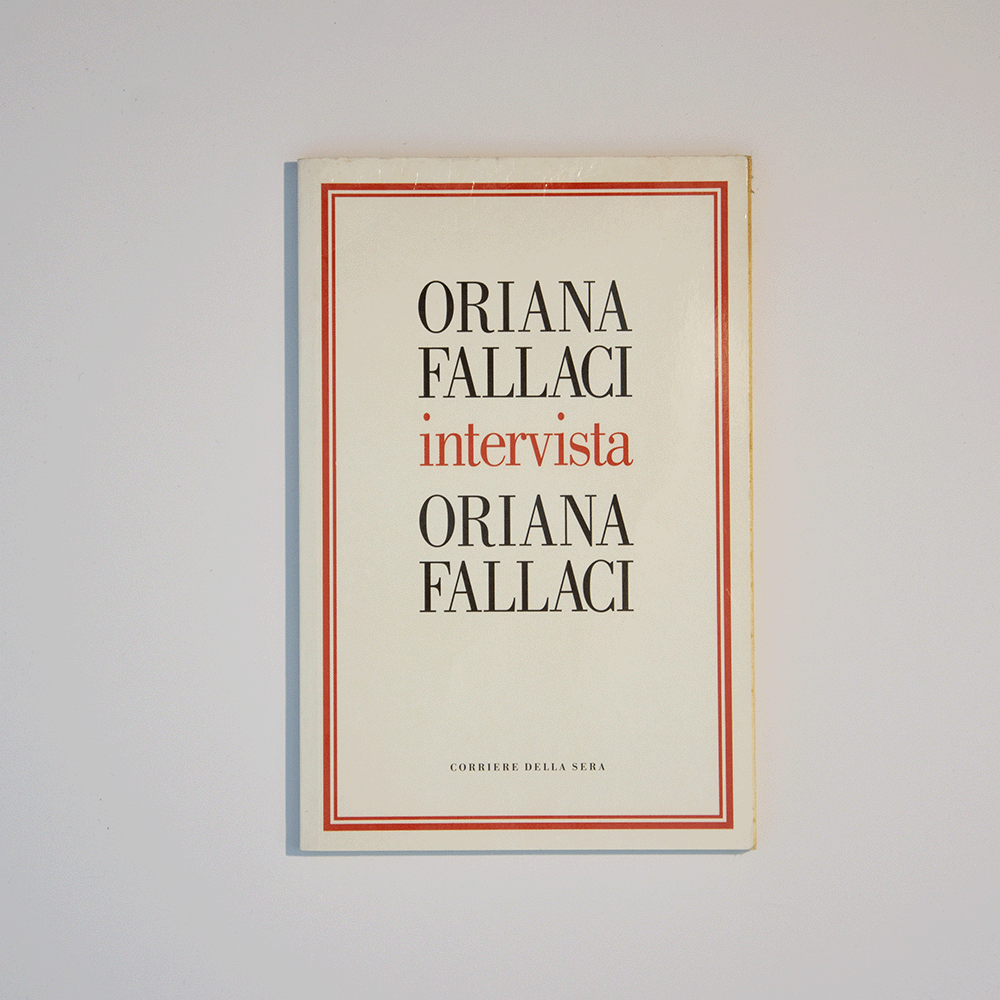 ORIANA
FALLACI
intervista
ORIANA
FALLACI
CORRIERE DELLA SERA